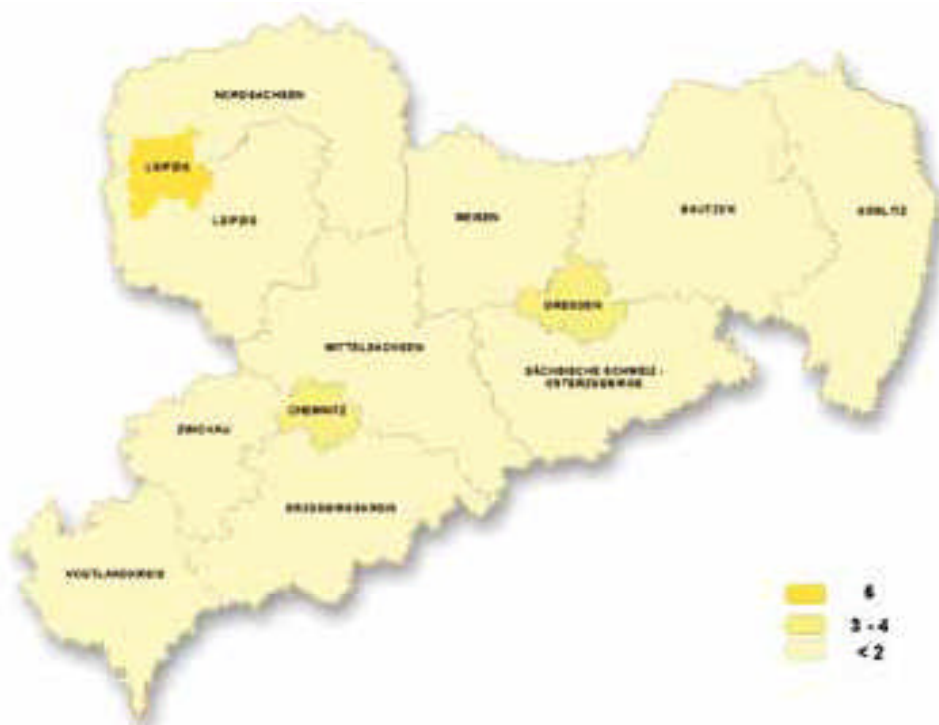 NORDSACHSEN
LEIPZIG
LEIPZIG
MEISSEN
BAUTZEN
GÖRLITZ
DRESDEN
MITTELSACHSEN
SÄCHSISCHE SCHWEIZ -
OSTERZGEBIRGE
CHEMNITZ
ZWICKAU
ERZGEBIRGSKREIS
VOGTLANDKREIS
6
3 - 4
< 2